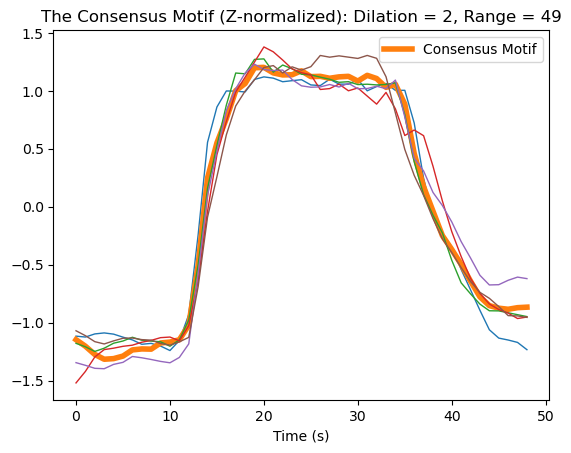 The Consensus Motif (Z-normalized): Dilation = 2, Range = 49
Consensus Motif
1.5
1.0
0.5
0.0
−0.5
−1.0
−1.5
0 10 20 30 40 50
Time (s)